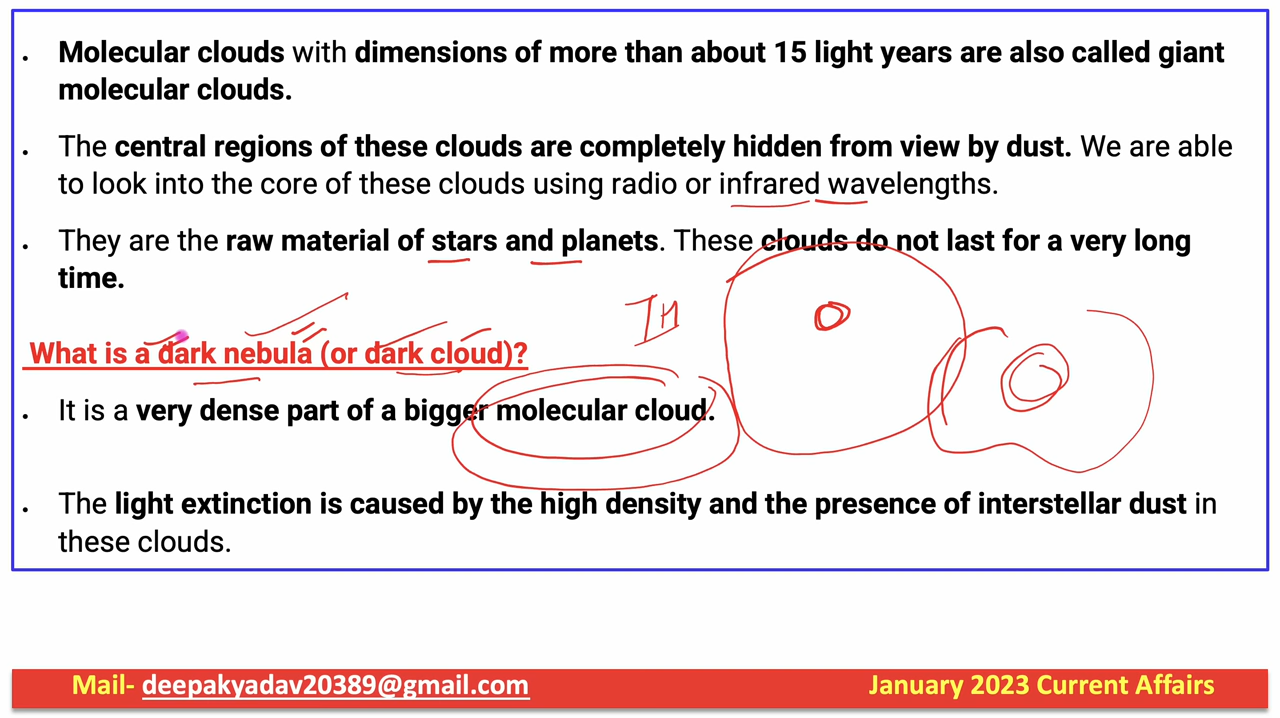 Molecular clouds with dimensions of more than about 15 light years are also called giant
molecular clouds.
The central regions of these clouds are completely hidden from view by dust. We are able
to look into the core of these clouds using radio or infrared wavelengths.
They are the raw material of stars and planets. These clouds do not last for a very long
time.
What is a dark nebula (or dark cloud)?
It is a very dense part of a bigger molecular cloud.
The light extinction is caused by the high density and the presence of interstellar dust in
these clouds.
Mail- deepakyadav20389@gmail.com
January 2023 Current Affairs